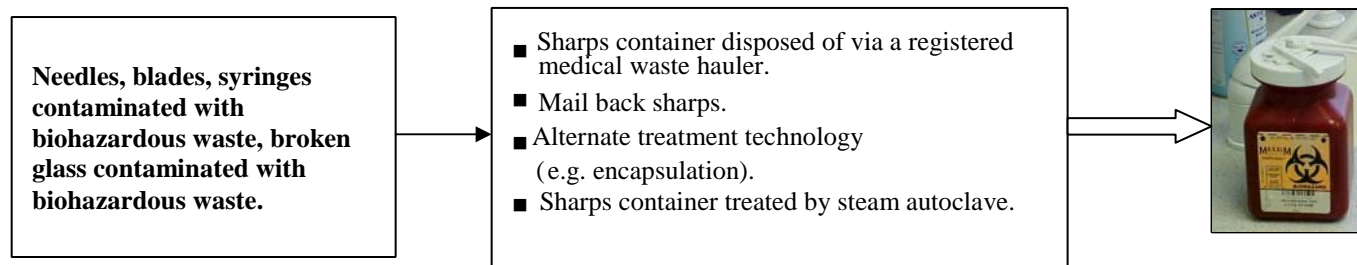 Needles, blades, syringes
contaminated with
biohazardous waste, broken
glass contaminated with
biohazardous waste.
■ Sharps container disposed of via a registered
medical waste hauler.
■ Mail back sharps.
■ Alternate treatment technology
(e.g. encapsulation).
■ Sharps container treated by steam autoclave.
BIOHAZARD